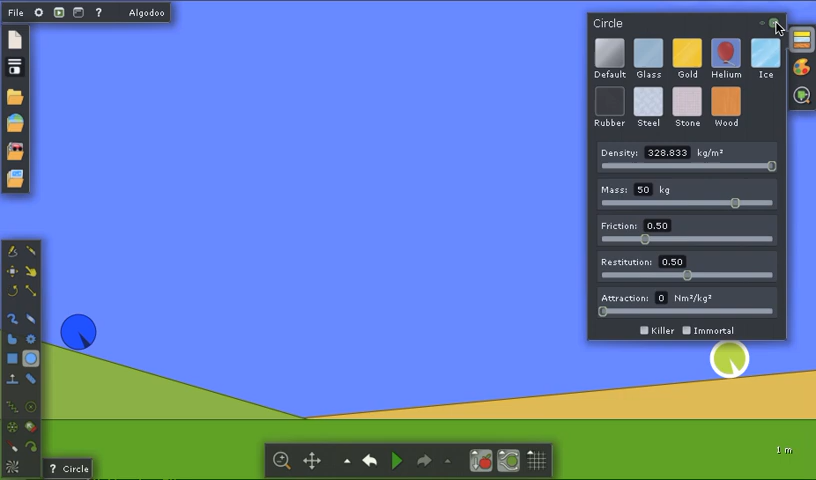 File ? Algodoo
Circle
Default Glass Gold Helium Ice
Rubber Steel Stone Wood
Density: 328.833 kg/m²
Mass: 50 kg
Friction: 0.50
Restitution: 0.50
Attraction: 0 Nm²/kg²
Killer Immortal
1 m
? Circle